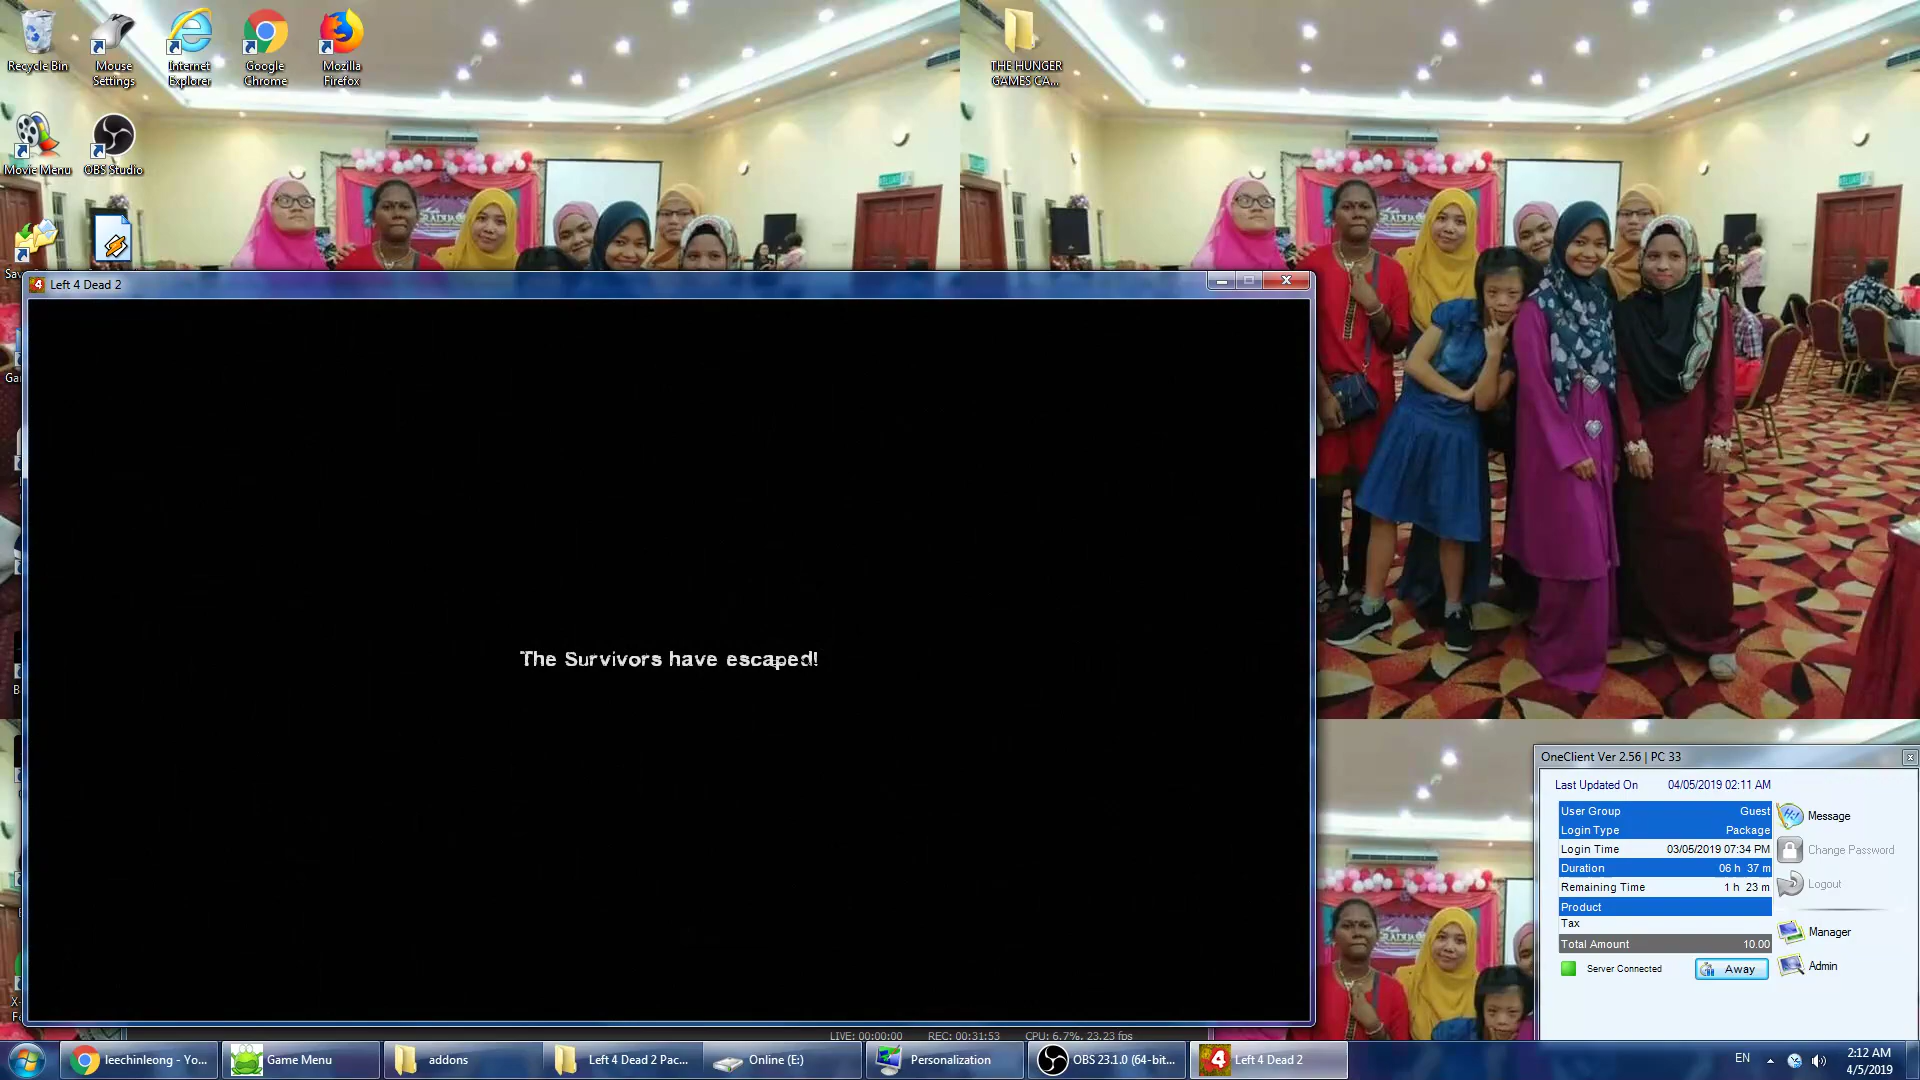 Recycle Bin
Mouse Settings
Internet Explorer
Google Chrome
Mozilla Firefox
THE HUNGER GAMES CA...
Movie Menu
OBS Studio
KELUAR
Left 4 Dead 2
The Survivors have escaped!
OneClient Ver 2.56 | PC 33
Last Updated On 04/05/2019 02:11 AM
User Group Guest
Login Type Package
Login Time 03/05/2019 07:34 PM
Duration 06 h 37 m
Remaining Time 1 h 23 m
Product
Tax
Total Amount 10.00
Server Connected
Away
Message
Change Password
Logout
Manager
Admin
LIVE: 00:00:00 REC: 00:31:53 CPU: 6.7%, 23.23 fps
leechinleong - Yo...
Game Menu
addons
Left 4 Dead 2 Pac...
Online (E:)
Personalization
OBS 23.1.0 (64-bit...
Left 4 Dead 2
EN
2:12 AM
4/5/2019